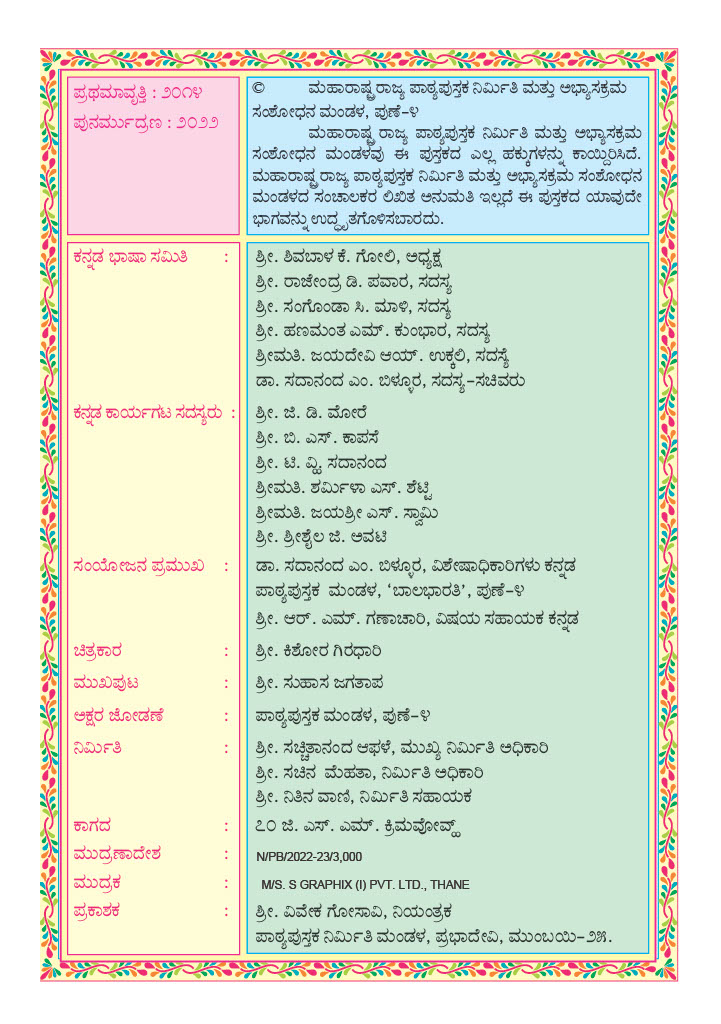 ಪ್ರಥಮಾವೃತ್ತಿ : ೨೦೧೪
ಪುನರ್ಮುದ್ರಣ : ೨೦೨೨
© ಮಹಾರಾಷ್ಟ್ರ ರಾಜ್ಯ ಪಾಠ್ಯಪುಸ್ತಕ ನಿರ್ಮಿತಿ ಮತ್ತು ಅಭ್ಯಾಸಕ್ರಮ
ಸಂಶೋಧನ ಮಂಡಳ, ಪುಣೆ-೪
ಮಹಾರಾಷ್ಟ್ರ ರಾಜ್ಯ ಪಾಠ್ಯಪುಸ್ತಕ ನಿರ್ಮಿತಿ ಮತ್ತು ಅಭ್ಯಾಸಕ್ರಮ
ಸಂಶೋಧನ ಮಂಡಳವು ಈ ಪುಸ್ತಕದ ಎಲ್ಲ ಹಕ್ಕುಗಳನ್ನು ಕಾಯ್ದಿರಿಸಿದೆ.
ಮಹಾರಾಷ್ಟ್ರ ರಾಜ್ಯ ಪಾಠ್ಯಪುಸ್ತಕ ನಿರ್ಮಿತಿ ಮತ್ತು ಅಭ್ಯಾಸಕ್ರಮ ಸಂಶೋಧನ
ಮಂಡಳದ ಸಂಚಾಲಕರ ಲಿಖಿತ ಅನುಮತಿ ಇಲ್ಲದೆ ಈ ಪುಸ್ತಕದ ಯಾವುದೇ
ಭಾಗವನ್ನು ಉದ್ಧೃತಗೊಳಿಸಬಾರದು.
ಕನ್ನಡ ಭಾಷಾ ಸಮಿತಿ : ಶ್ರೀ. ಶಿವಬಾಳ ಕೆ. ಗೋಲಿ, ಅಧ್ಯಕ್ಷ
ಶ್ರೀ. ರಾಜೇಂದ್ರ ಡಿ. ಪವಾರ, ಸದಸ್ಯ
ಶ್ರೀ. ಸಂಗೊಂಡಾ ಸಿ. ಮಾಳಿ, ಸದಸ್ಯ
ಶ್ರೀ. ಹಣಮಂತ ಎಮ್. ಕುಂಭಾರ, ಸದಸ್ಯ
ಶ್ರೀಮತಿ. ಜಯದೇವಿ ಆಯ್. ಉಕ್ಕಲಿ, ಸದಸ್ಯೆ
ಡಾ. ಸದಾನಂದ ಎಂ. ಬಿಳ್ಳೂರ, ಸದಸ್ಯ-ಸಚಿವರು
ಕನ್ನಡ ಕಾರ್ಯಗಟ ಸದಸ್ಯರು : ಶ್ರೀ. ಜಿ. ಡಿ. ಮೋರೆ
ಶ್ರೀ. ಬಿ. ಎಸ್. ಕಾಪಸೆ
ಶ್ರೀ. ಟಿ. ವ್ಹಿ. ಸದಾನಂದ
ಶ್ರೀಮತಿ. ಶರ್ಮಿಳಾ ಎಸ್. ಶೆಟ್ಟಿ
ಶ್ರೀಮತಿ. ಜಯಶ್ರೀ ಎಸ್. ಸ್ವಾಮಿ
ಶ್ರೀ. ಶ್ರೀಶೈಲ ಜಿ. ಅವಟಿ
ಸಂಯೋಜನ ಪ್ರಮುಖ : ಡಾ. ಸದಾನಂದ ಎಂ. ಬಿಳ್ಳೂರ, ವಿಶೇಷಾಧಿಕಾರಿಗಳು ಕನ್ನಡ
ಪಾಠ್ಯಪುಸ್ತಕ ಮಂಡಳ, ‘ಬಾಲಭಾರತಿ’, ಪುಣೆ-೪
ಶ್ರೀ. ಆರ್. ಎಮ್. ಗಣಾಚಾರಿ, ವಿಷಯ ಸಹಾಯಕ ಕನ್ನಡ
ಚಿತ್ರಕಾರ : ಶ್ರೀ. ಕಿಶೋರ ಗಿರಧಾರಿ
ಮುಖಪುಟ : ಶ್ರೀ. ಸುಹಾಸ ಜಗತಾಪ
ಅಕ್ಷರ ಜೋಡಣೆ : ಪಾಠ್ಯಪುಸ್ತಕ ಮಂಡಳ, ಪುಣೆ-೪
ನಿರ್ಮಿತಿ : ಶ್ರೀ. ಸಚ್ಚಿತಾನಂದ ಆಫಳೆ, ಮುಖ್ಯ ನಿರ್ಮಿತಿ ಅಧಿಕಾರಿ
ಶ್ರೀ. ಸಚಿನ ಮೆಹತಾ, ನಿರ್ಮಿತಿ ಅಧಿಕಾರಿ
ಶ್ರೀ. ನಿತಿನ ವಾಣಿ, ನಿರ್ಮಿತಿ ಸಹಾಯಕ
ಕಾಗದ : ೭೦ ಜಿ. ಎಸ್. ಎಮ್. ಕ್ರಿಮವೋವ್ಹ್
ಮುದ್ರಣಾದೇಶ : N/PB/2022-23/3,000
ಮುದ್ರಕ : M/S. S GRAPHIX (I) PVT. LTD., THANE
ಪ್ರಕಾಶಕ : ಶ್ರೀ. ವಿವೇಕ ಗೋಸಾವಿ, ನಿಯಂತ್ರಕ
ಪಾಠ್ಯಪುಸ್ತಕ ನಿರ್ಮಿತಿ ಮಂಡಳ, ಪ್ರಭಾದೇವಿ, ಮುಂಬಯಿ-೨೫.